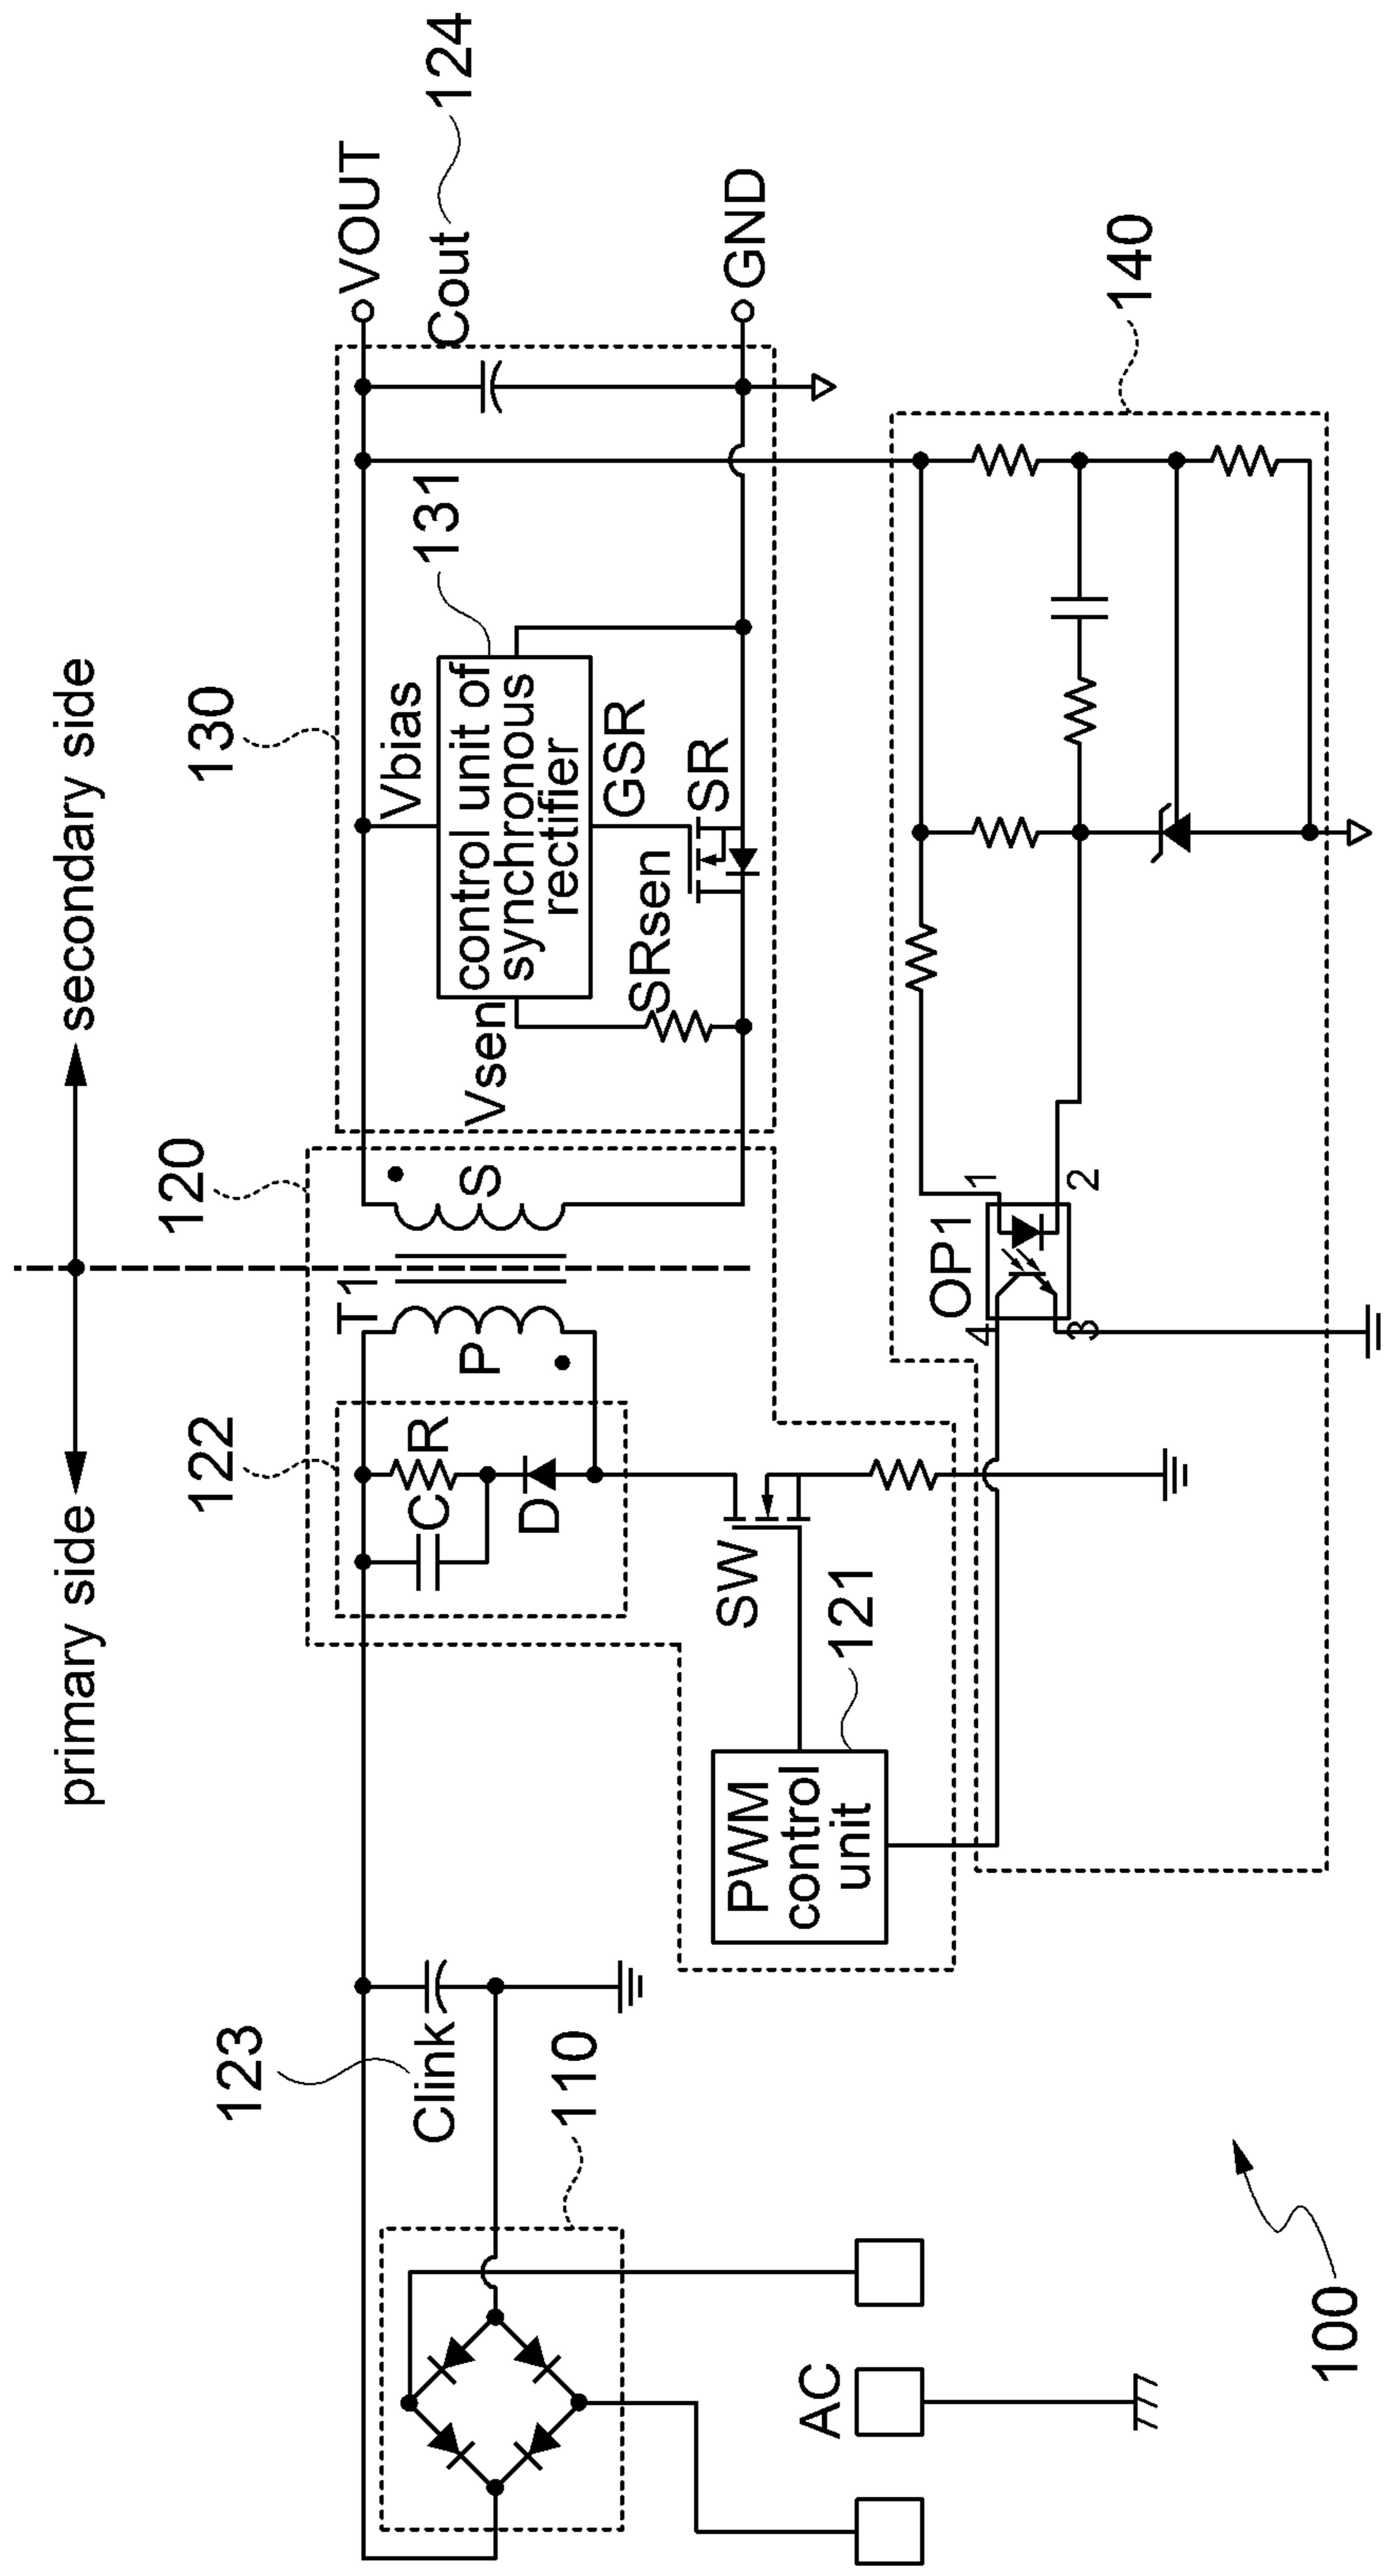 primary side
secondary side
120
130
122
123
T1
VOUT
Vbias
131
124
Clink
C
R
P
S
Vsen
control unit of
synchronous
rectifier
Cout
D
110
GSR
SRsen
SR
GND
SW
PWM
control
unit
121
AC
OP1
4
1
3
2
140
100